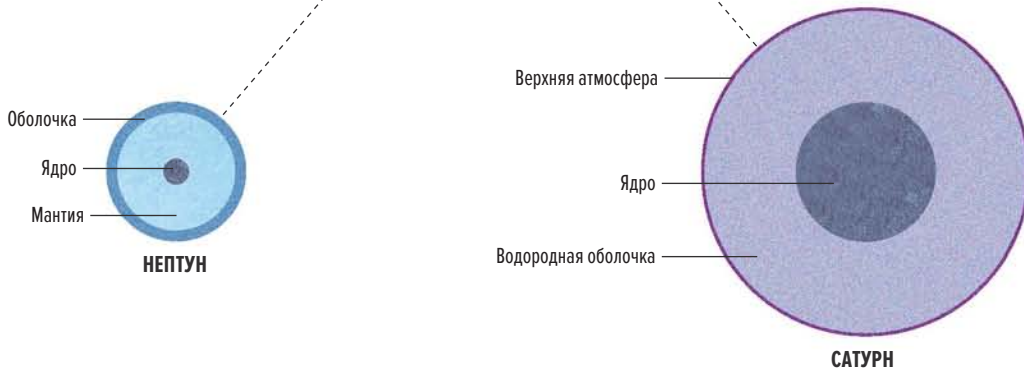 Оболочка
Ядро
Мантия
НЕПТУН
Верхняя атмосфера
Ядро
Водородная оболочка
САТУРН